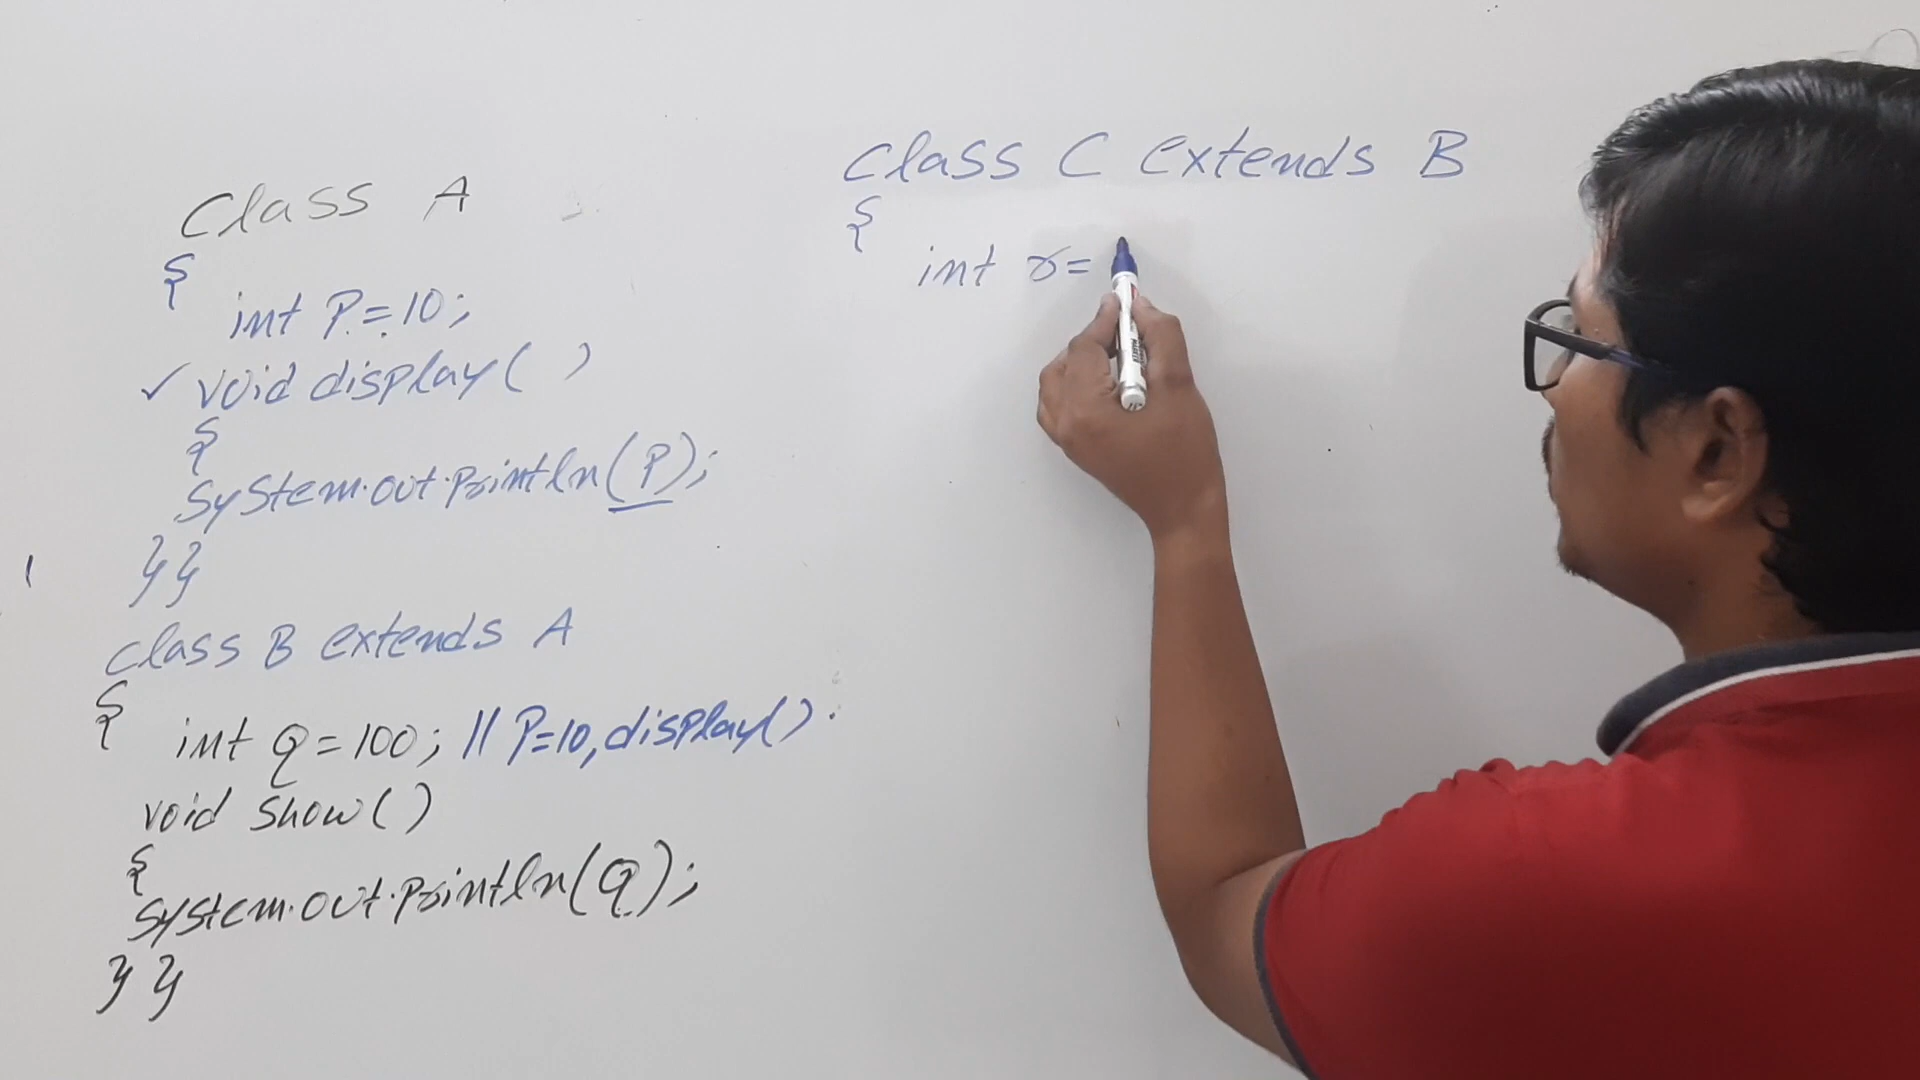 Class A
{
int P=10;
✓ void display( )
{
System.out.println(P);
}}
class B extends A
{
int Q=100; // P=10,display()
void show()
{
System.out.println(Q);
}}
class C extends B
{
int r=